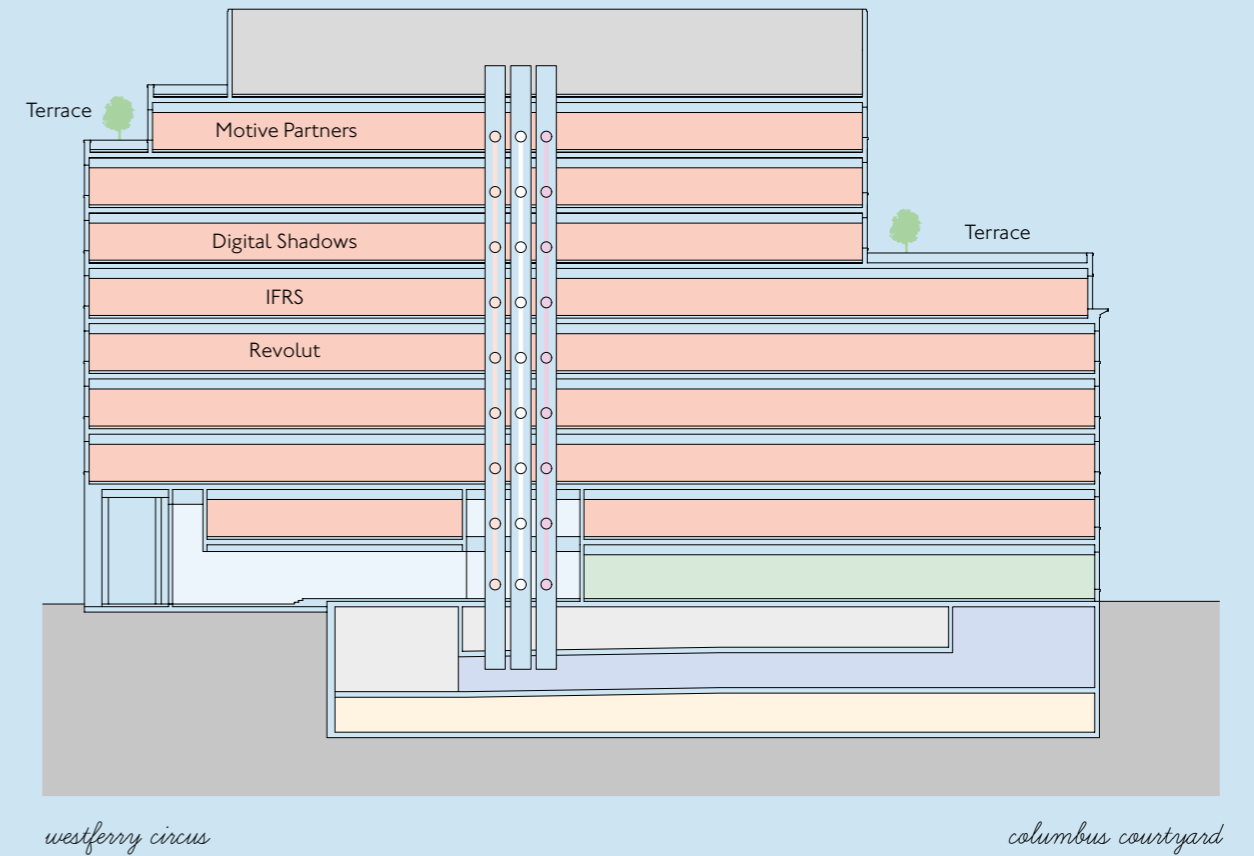 Terrace
Motive Partners
Digital Shadows
Terrace
IFRS
Revolut
westferry circus
columbus courtyard